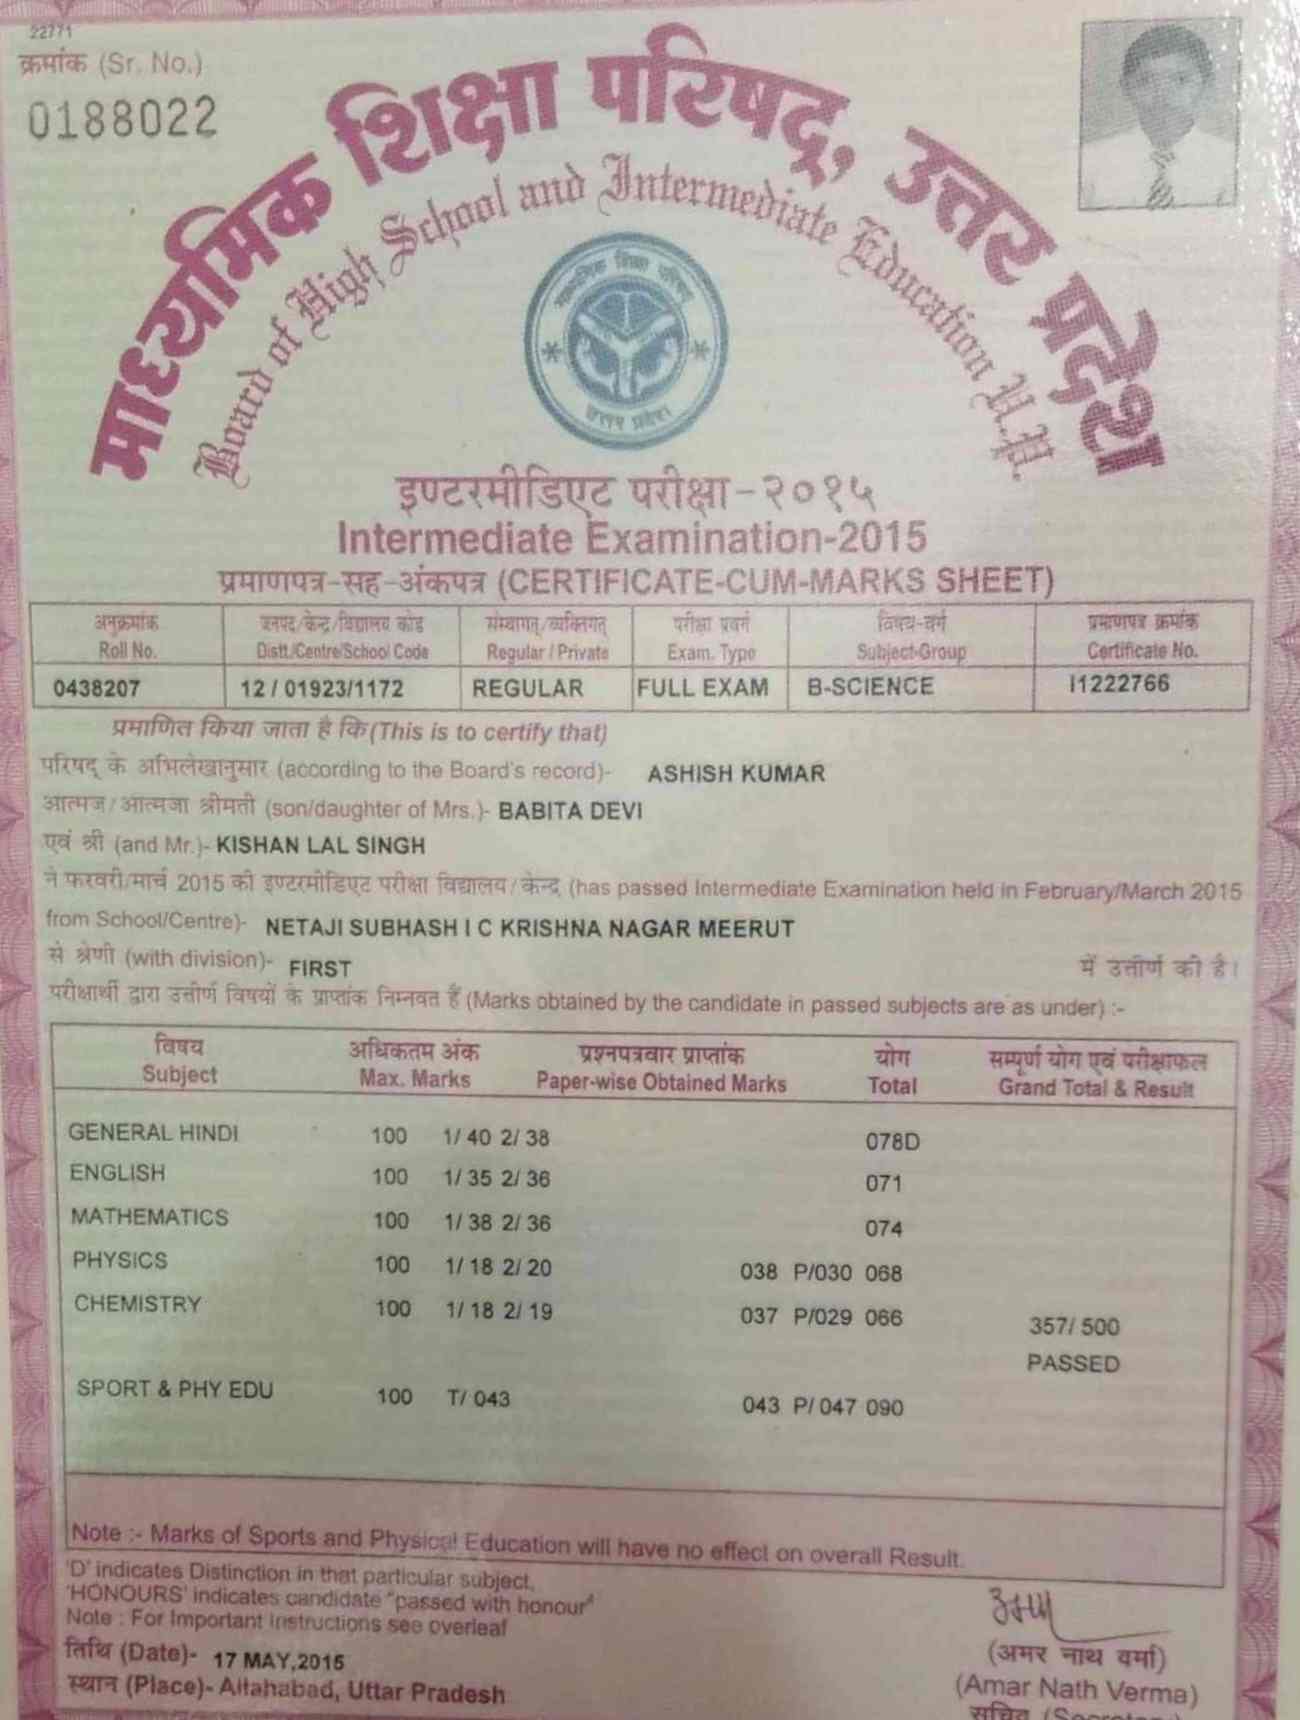 22771
क्रमांक (Sr. No.)
0188022
माध्यमिक शिक्षा परिषद्, उत्तर प्रदेश
Board of High School and Intermediate Education U.P.
माध्यमिक शिक्षा परिषद्
उत्तर प्रदेश
इण्टरमीडिएट परीक्षा-२०१५
Intermediate Examination-2015
प्रमाणपत्र-सह-अंकपत्र (CERTIFICATE-CUM-MARKS SHEET)
अनुक्रमांक जनपद/केन्द्र/विद्यालय कोड संस्थागत्/व्यक्तिगत् परीक्षा प्रवर्ग विषय-वर्ग प्रमाणपत्र क्रमांक
Roll No. Distt./Centre/School Code Regular / Private Exam. Type Subject-Group Certificate No.
0438207 12 / 01923/1172 REGULAR FULL EXAM B-SCIENCE I1222766
प्रमाणित किया जाता है कि (This is to certify that)
परिषद् के अभिलेखानुसार (according to the Board's record)- ASHISH KUMAR
आत्मज/आत्मजा श्रीमती (son/daughter of Mrs.)- BABITA DEVI
एवं श्री (and Mr.)- KISHAN LAL SINGH
ने फरवरी/मार्च 2015 की इण्टरमीडिएट परीक्षा विद्यालय/केन्द्र (has passed Intermediate Examination held in February/March 2015
from School/Centre)- NETAJI SUBHASH I C KRISHNA NAGAR MEERUT
से श्रेणी (with division)- FIRST में उत्तीर्ण की है।
परीक्षार्थी द्वारा उत्तीर्ण विषयों के प्राप्तांक निम्नवत हैं (Marks obtained by the candidate in passed subjects are as under) :-
विषय अधिकतम अंक प्रश्नपत्रवार प्राप्तांक योग सम्पूर्ण योग एवं परीक्षाफल
Subject Max. Marks Paper-wise Obtained Marks Total Grand Total & Result
GENERAL HINDI 100 1/ 40 2/ 38 078D
ENGLISH 100 1/ 35 2/ 36 071
MATHEMATICS 100 1/ 38 2/ 36 074
PHYSICS 100 1/ 18 2/ 20 038 P/030 068
CHEMISTRY 100 1/ 18 2/ 19 037 P/029 066
357/ 500
PASSED
SPORT & PHY EDU 100 T/ 043 043 P/ 047 090
Note :- Marks of Sports and Physical Education will have no effect on overall Result.
'D' indicates Distinction in that particular subject.
'HONOURS' indicates candidate "passed with honour"
Note : For Important Instructions see overleaf
तिथि (Date)- 17 MAY,2015
स्थान (Place)- Allahabad, Uttar Pradesh
(अमर नाथ वर्मा)
(Amar Nath Verma)
सचिव (Secretary)